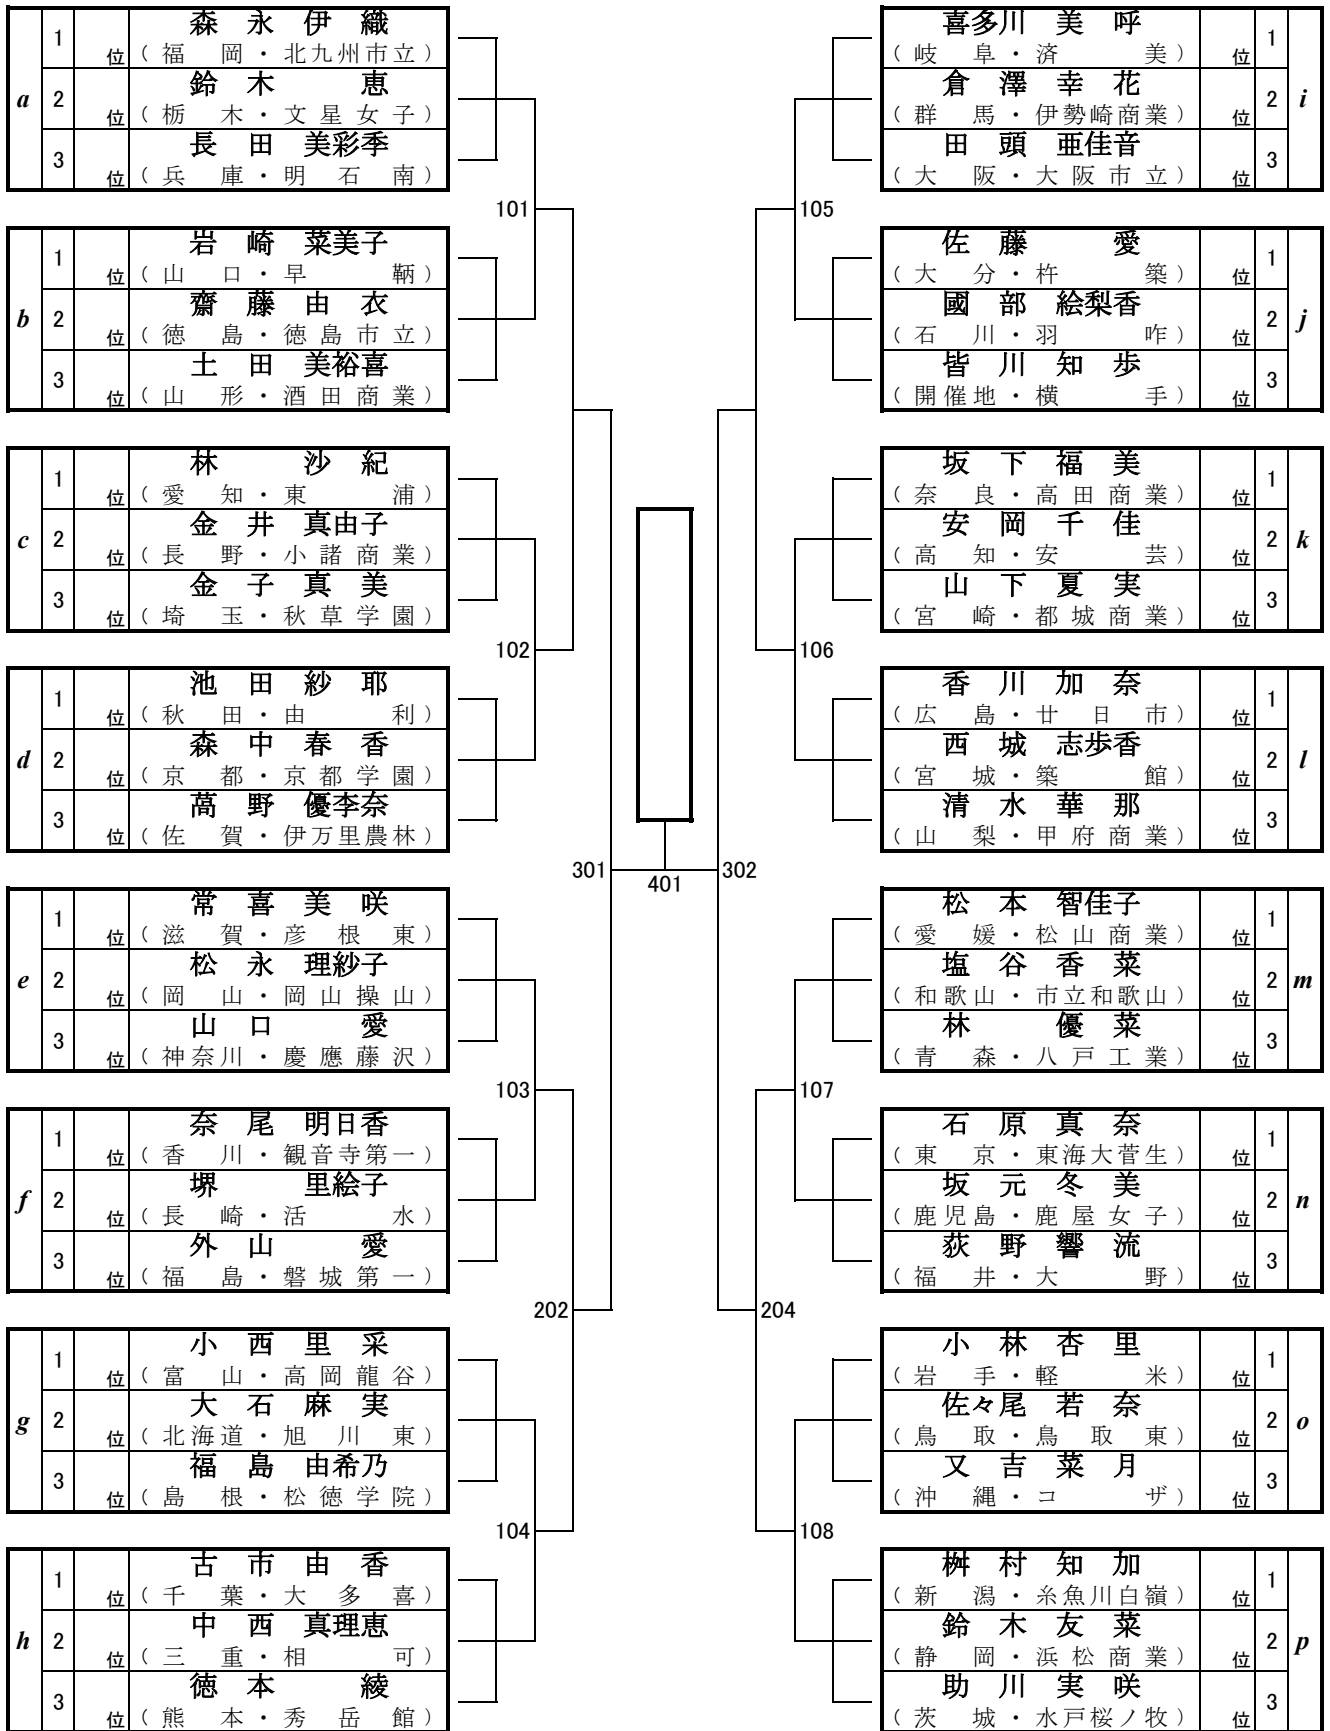 a
1
位
森永伊織
(福岡・北九州市立)
2
位
鈴木恵
(栃木・文星女子)
3
位
長田美彩季
(兵庫・明石南)
101
b
1
位
岩崎菜美子
(山口・早鞆)
2
位
齋藤由衣
(徳島・徳島市立)
3
位
土田美裕喜
(山形・酒田商業)
c
1
位
林沙紀
(愛知・東浦)
2
位
金井真由子
(長野・小諸商業)
3
位
金子真美
(埼玉・秋草学園)
102
d
1
位
池田紗耶
(秋田・由利)
2
位
森中春香
(京都・京都学園)
3
位
萵野優李奈
(佐賀・伊万里農林)
301
401
302
e
1
位
常喜美咲
(滋賀・彦根東)
2
位
松永理紗子
(岡山・岡山操山)
3
位
山口愛
(神奈川・慶應藤沢)
103
f
1
位
奈尾明日香
(香川・観音寺第一)
2
位
堺里絵子
(長崎・活水)
3
位
外山愛
(福島・磐城第一)
202
g
1
位
小西里采
(富山・高岡龍谷)
2
位
大石麻実
(北海道・旭川東)
3
位
福島由希乃
(島根・松徳学院)
104
h
1
位
古市由香
(千葉・大多喜)
2
位
中西真理恵
(三重・相可)
3
位
徳本綾
(熊本・秀岳館)
喜多川美呼
(岐阜・済美)
位
1
倉澤幸花
(群馬・伊勢崎商業)
位
2
i
田頭亜佳音
(大阪・大阪市立)
位
3
105
佐藤愛
(大分・杵築)
位
1
國部絵梨香
(石川・羽咋)
位
2
j
皆川知歩
(開催地・横手)
位
3
坂下福美
(奈良・高田商業)
位
1
安岡千佳
(高知・安芸)
位
2
k
山下夏実
(宮崎・都城商業)
位
3
106
香川加奈
(広島・廿日市)
位
1
西城志歩香
(宮城・築館)
位
2
l
清水華那
(山梨・甲府商業)
位
3
松本智佳子
(愛媛・松山商業)
位
1
塩谷香菜
(和歌山・市立和歌山)
位
2
m
林優菜
(青森・八戸工業)
位
3
107
石原真奈
(東京・東海大菅生)
位
1
坂元冬美
(鹿児島・鹿屋女子)
位
2
n
荻野響流
(福井・大野)
位
3
204
小林杏里
(岩手・軽米)
位
1
佐々尾若奈
(鳥取・鳥取東)
位
2
o
又吉菜月
(沖縄・コザ)
位
3
108
桝村知加
(新潟・糸魚川白嶺)
位
1
鈴木友菜
(静岡・浜松商業)
位
2
p
助川実咲
(茨城・水戸桜ノ牧)
位
3